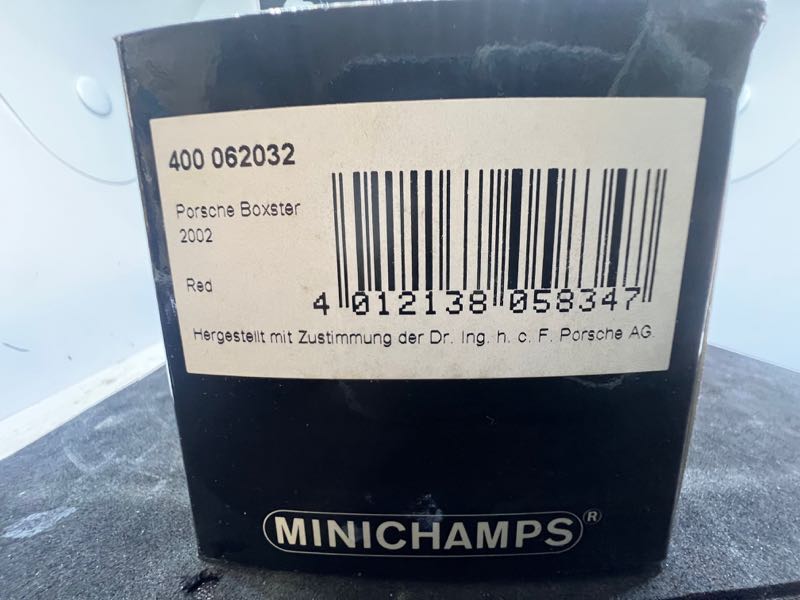 400 062032
Porsche Boxster
2002
Red
4 012138 058347
Hergestellt mit Zustimmung der Dr. Ing. h. c. F. Porsche AG.
MINICHAMPS®